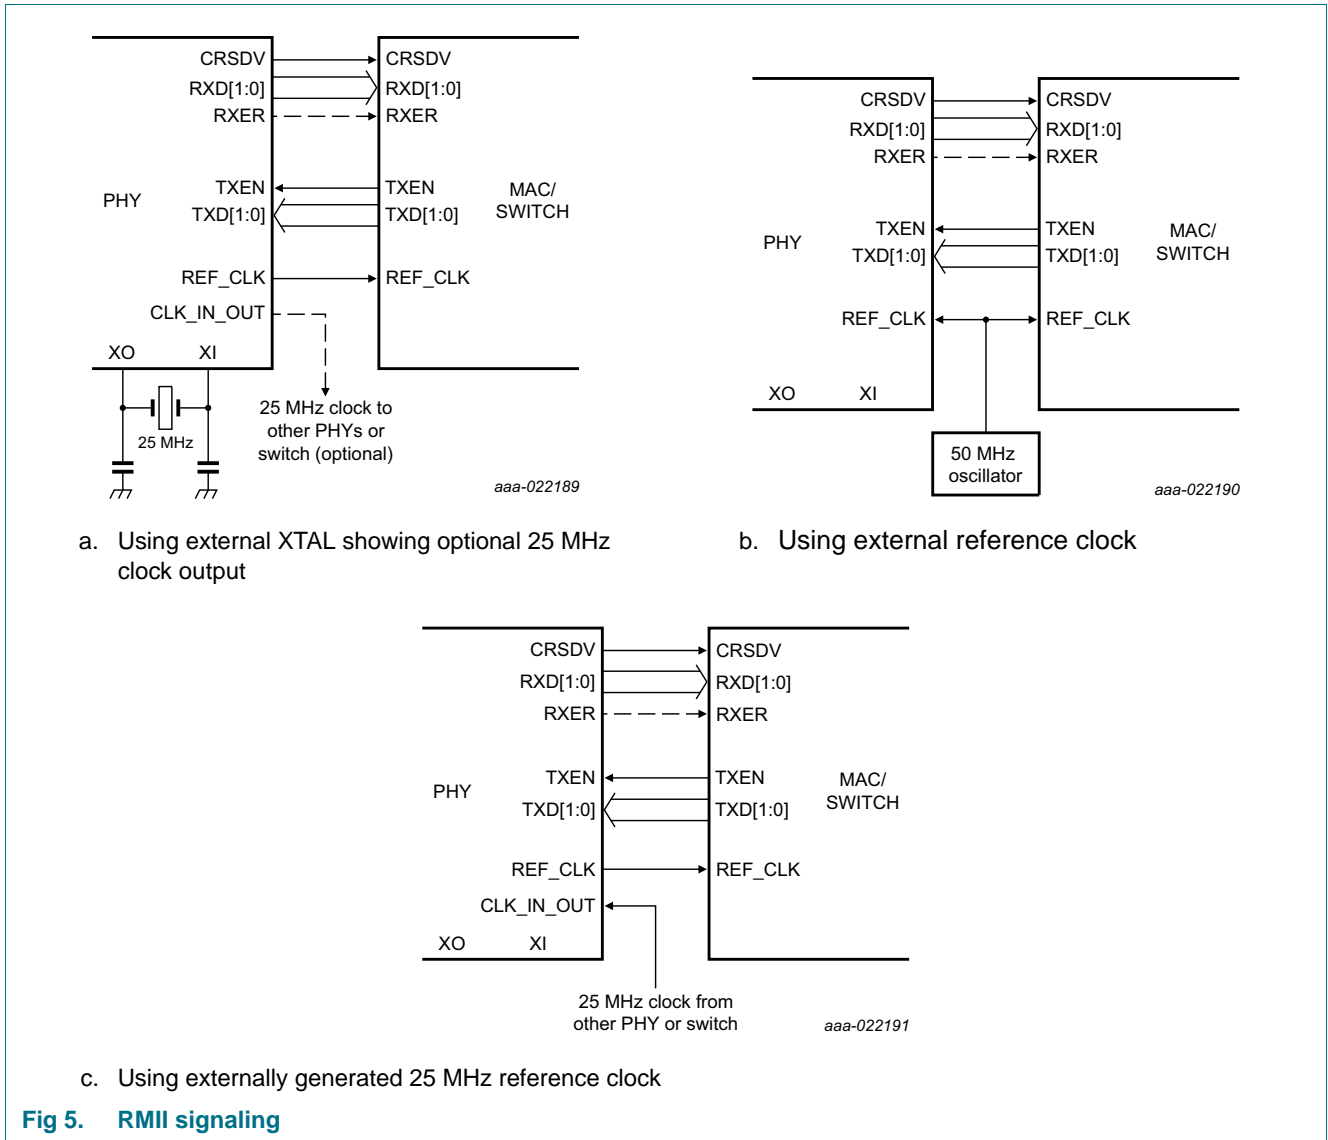 CRSDV CRSDV
RXD[1:0] RXD[1:0]
RXER RXER
TXEN TXEN
PHY MAC/
SWITCH
TXD[1:0] TXD[1:0]
REF_CLK REF_CLK
CLK_IN_OUT
XO XI
25 MHz
25 MHz clock to
other PHYs or
switch (optional)
aaa-022189
a. Using external XTAL showing optional 25 MHz
clock output
CRSDV CRSDV
RXD[1:0] RXD[1:0]
RXER RXER
TXEN TXEN
PHY MAC/
SWITCH
TXD[1:0] TXD[1:0]
REF_CLK REF_CLK
XO XI
50 MHz
oscillator
aaa-022190
b. Using external reference clock
CRSDV CRSDV
RXD[1:0] RXD[1:0]
RXER RXER
TXEN TXEN
PHY MAC/
SWITCH
TXD[1:0] TXD[1:0]
REF_CLK REF_CLK
CLK_IN_OUT
XO XI
25 MHz clock from
other PHY or switch
aaa-022191
c. Using externally generated 25 MHz reference clock
Fig 5. RMII signaling